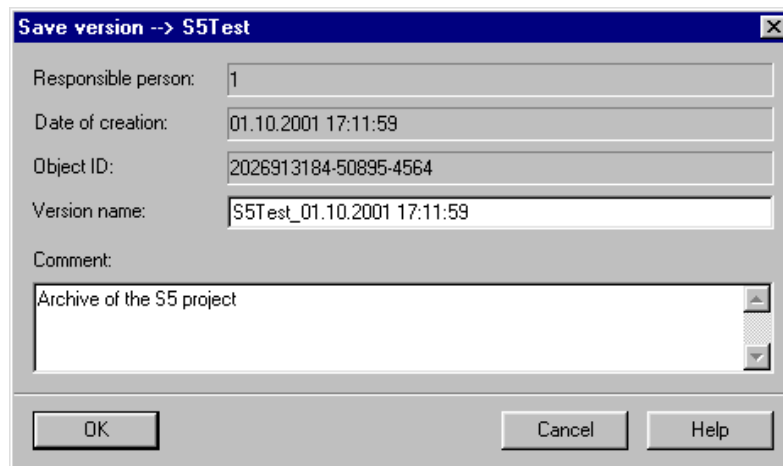 Save version --> S5Test
Responsible person: 1
Date of creation: 01.10.2001 17:11:59
Object ID: 2026913184-50895-4564
Version name: S5Test_01.10.2001 17:11:59
Comment:
Archive of the S5 project
OK Cancel Help